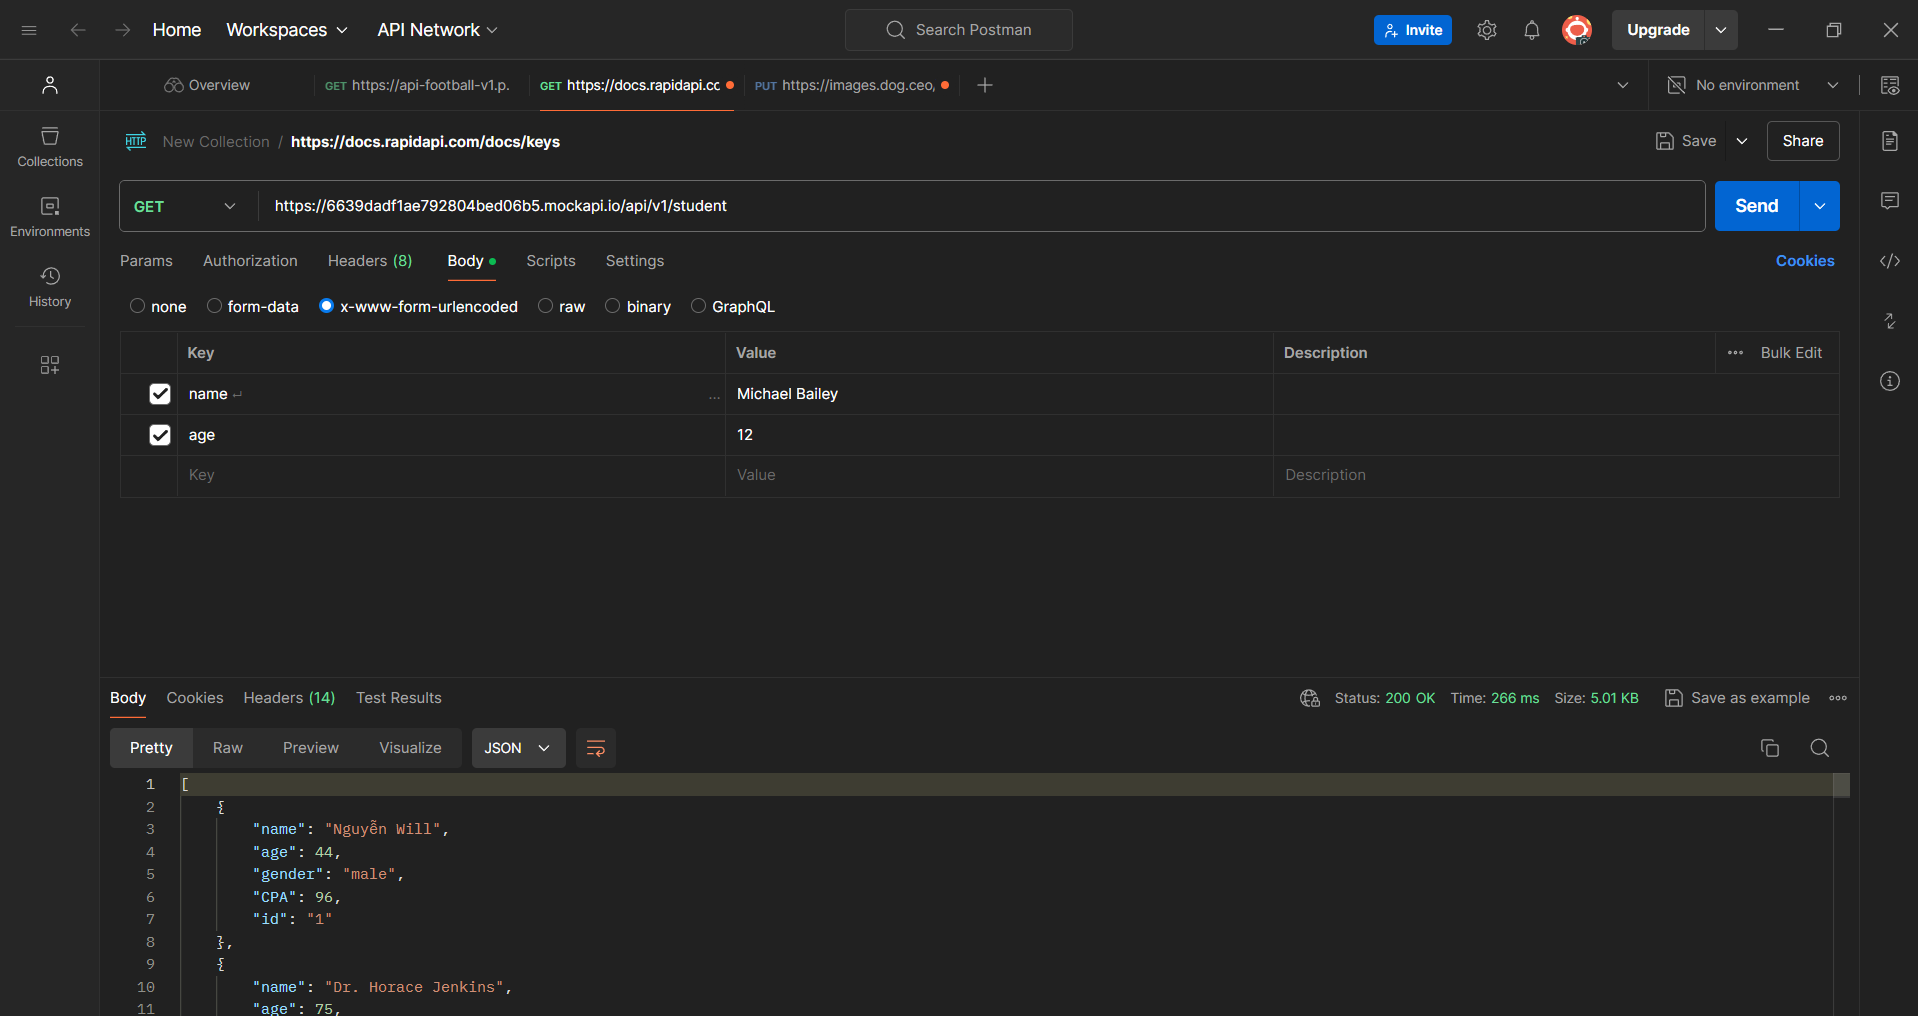 Home Workspaces API Network Search Postman Invite Upgrade
Overview GET https://api-football-v1.p. GET https://docs.rapidapi.cc PUT https://images.dog.ceo, No environment
Collections
Environments
History
HTTP New Collection / https://docs.rapidapi.com/docs/keys Save Share
GET https://6639dadf1ae792804bed06b5.mockapi.io/api/v1/student Send
Params Authorization Headers (8) Body Scripts Settings Cookies
none form-data x-www-form-urlencoded raw binary GraphQL
Key Value Description ... Bulk Edit
name ↵ ... Michael Bailey
age 12
Key Value Description
Body Cookies Headers (14) Test Results Status: 200 OK Time: 266 ms Size: 5.01 KB Save as example
Pretty Raw Preview Visualize JSON
1 [
2 {
3 "name": "Nguyễn Will",
4 "age": 44,
5 "gender": "male",
6 "CPA": 96,
7 "id": "1"
8 },
9 {
10 "name": "Dr. Horace Jenkins",
11 "age": 75,